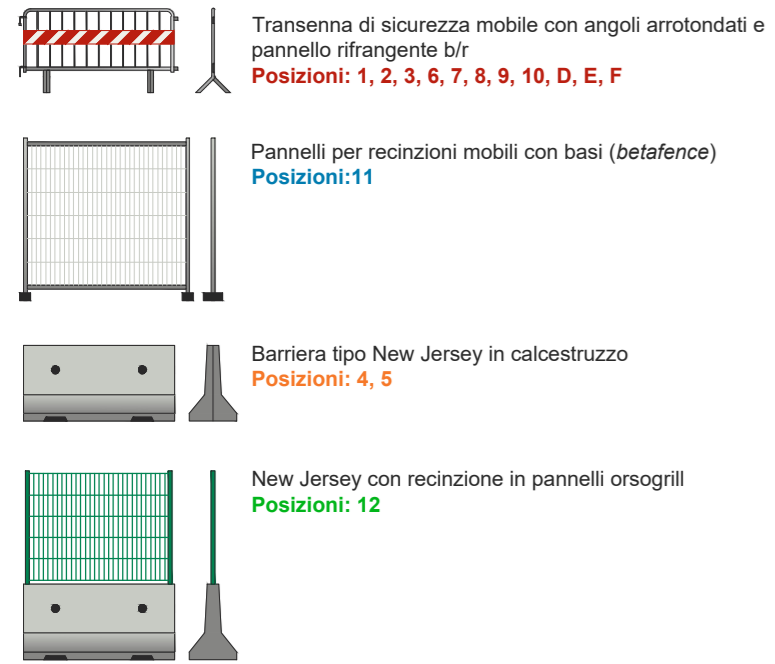 Transenna di sicurezza mobile con angoli arrotondati e
pannello rifrangente b/r
Posizioni: 1, 2, 3, 6, 7, 8, 9, 10, D, E, F
Pannelli per recinzioni mobili con basi (betafence)
Posizioni:11
Barriera tipo New Jersey in calcestruzzo
Posizioni: 4, 5
New Jersey con recinzione in pannelli orsogrill
Posizioni: 12